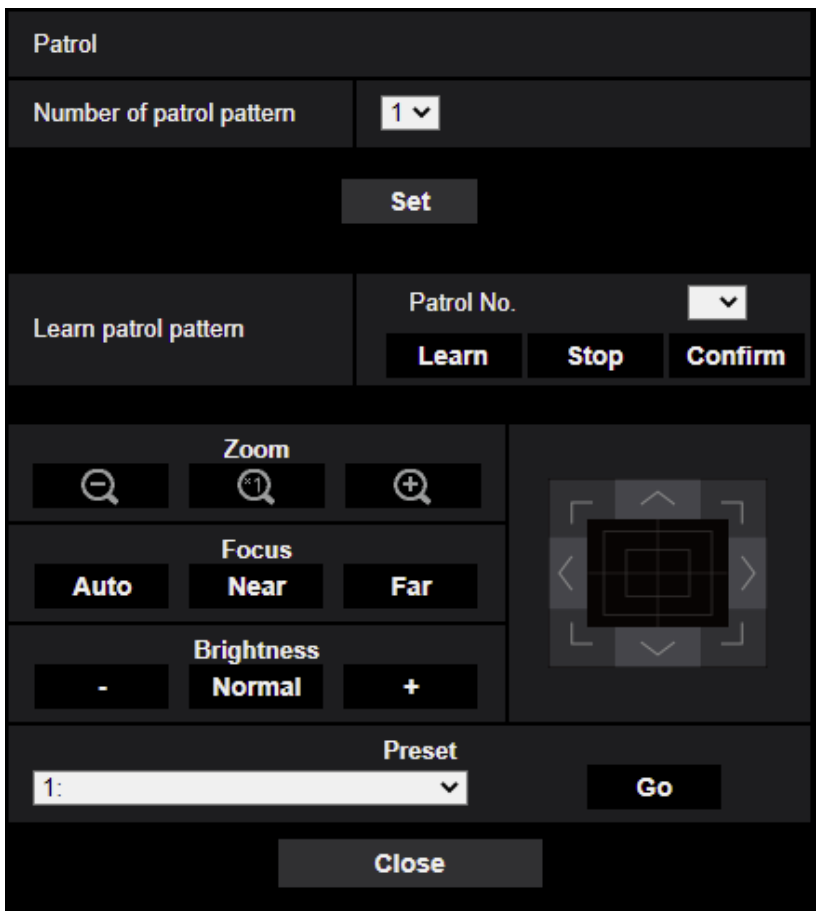 Patrol
Number of patrol pattern 1
Set
Patrol No.
Learn patrol pattern
Learn Stop Confirm
Zoom
×1
Focus
Auto Near Far
Brightness
- Normal +
Preset
1: Go
Close